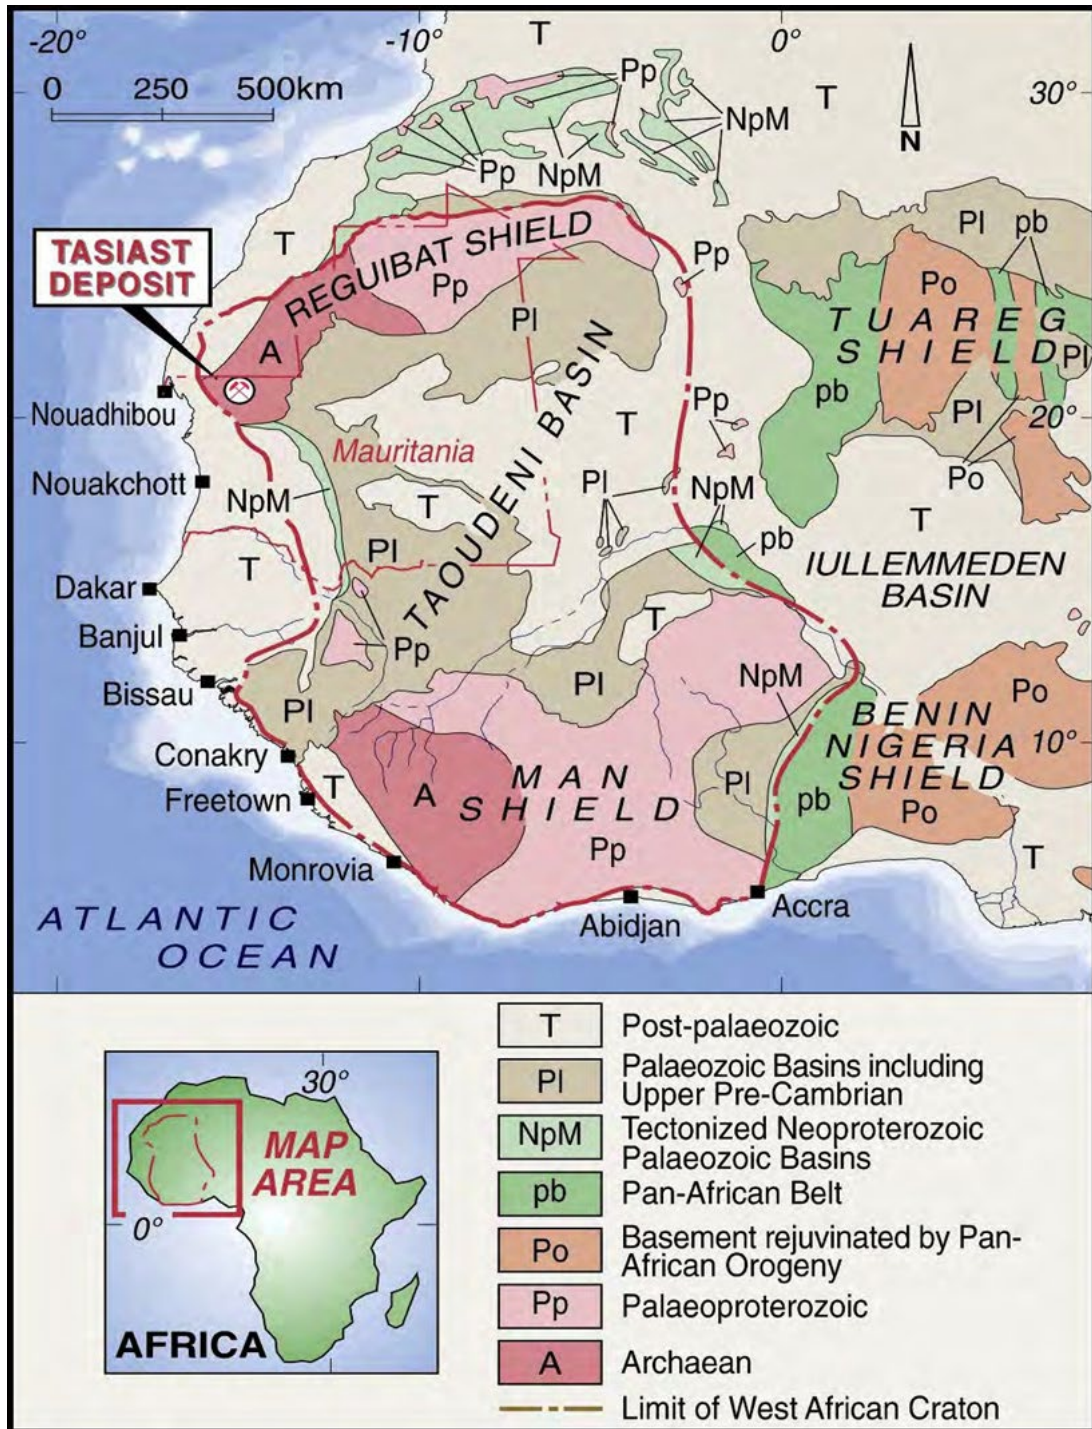 -20°
-10°
0°
T
0 250 500km
Pp
30°
T
NpM
N
Pp
NpM
T
REGUIBAT SHIELD
Pp
Pl
pb
TASIAST
DEPOSIT
Pp
Po
Pl
TUAREG
SHIELD
Pl
A
pb
Nouadhibou
Pp
Pl
20°
Mauritania
T
TAOUDENI BASIN
Po
Nouakchott
NpM
T
Pl
NpM
T
Pl
pb
IULLEMMEDEN
BASIN
T
Dakar
Banjul
T
Pp
Bissau
Pl
NpM
Po
Pl
BENIN
NIGERIA
SHIELD
10°
Conakry
T
Freetown
A
MAN
SHIELD
Pl
pb
Po
Pp
T
Monrovia
Abidjan
Accra
ATLANTIC
OCEAN
T Post-palaeozoic
Pl Palaeozoic Basins including
Upper Pre-Cambrian
NpM Tectonized Neoproterozoic
Palaeozoic Basins
pb Pan-African Belt
Po Basement rejuvinated by Pan-
African Orogeny
Pp Palaeoproterozoic
A Archaean
Limit of West African Craton
30°
MAP
AREA
0°
AFRICA